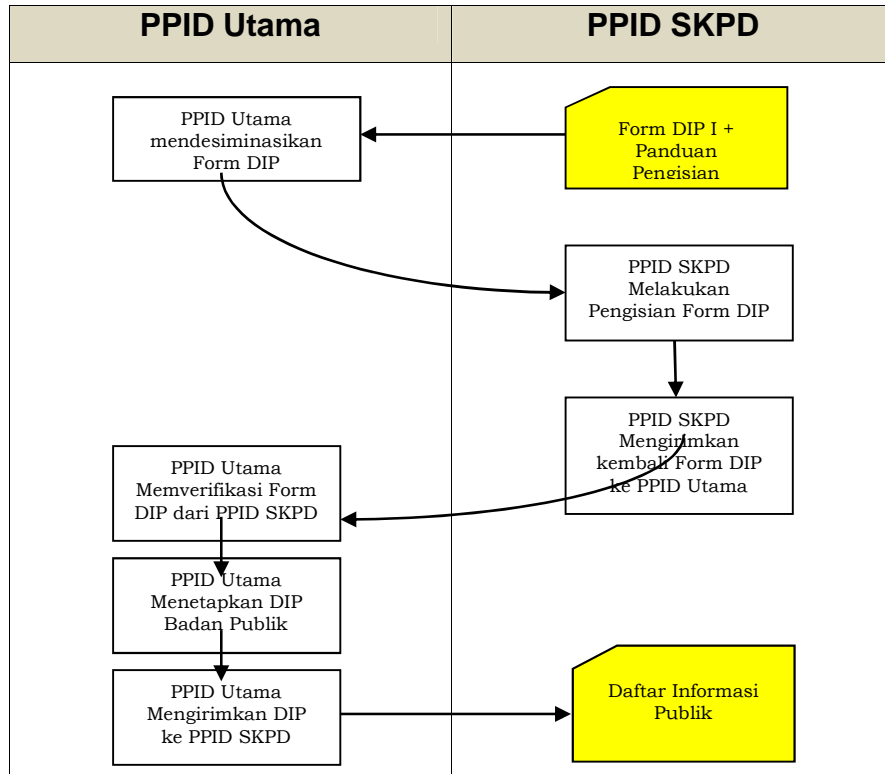 PPID Utama
PPID SKPD
PPID Utama
mendesiminasikan
Form DIP
Form DIP I +
Panduan
Pengisian
PPID SKPD
Melakukan
Pengisian Form DIP
PPID SKPD
Mengirimkan
kembali Form DIP
ke PPID Utama
PPID Utama
Memverifikasi Form
DIP dari PPID SKPD
PPID Utama
Menetapkan DIP
Badan Publik
PPID Utama
Mengirimkan DIP
ke PPID SKPD
Daftar Informasi
Publik